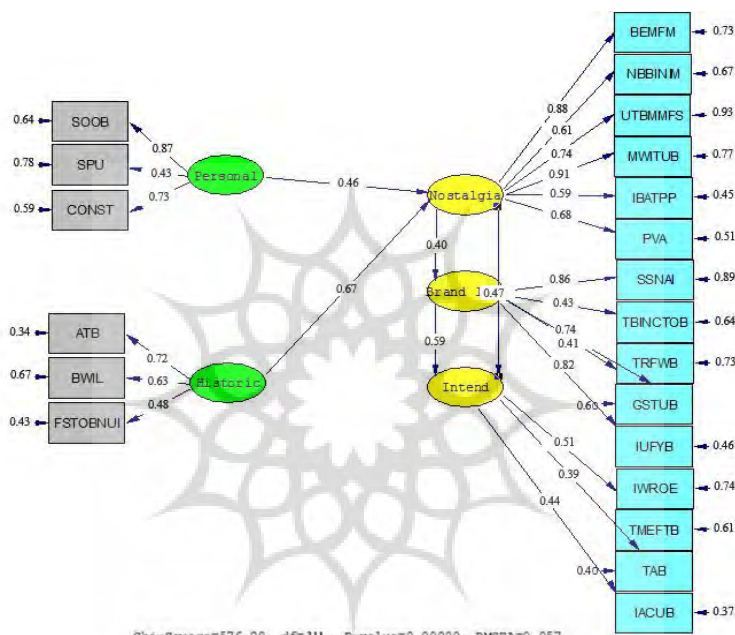 BEMFM 0.73
NBBINIM 0.67
UTBMMFS 0.93
MWITUB 0.77
IBATPP 0.45
PVA 0.51
SSNAI 0.89
TBINCTOB 0.64
TRFWB 0.73
GSTUB
IUFYB 0.46
IWROE 0.74
TMEFTB 0.61
0.40 TAB
IACUB 0.37
0.64 SOOB
0.78 SPU
0.59 CONST
0.34 ATB
0.67 BWIL
0.43 FSTOBNUI
0.87
0.43
0.73
0.72
0.63
0.48
Personal
Historic
0.46
0.67
Nostalgia
0.40
Brand
0.47
0.59
Intend
0.88
0.61
0.74
0.91
0.59
0.68
0.86
0.43
0.74
0.41
0.82
0.51
0.39
0.44